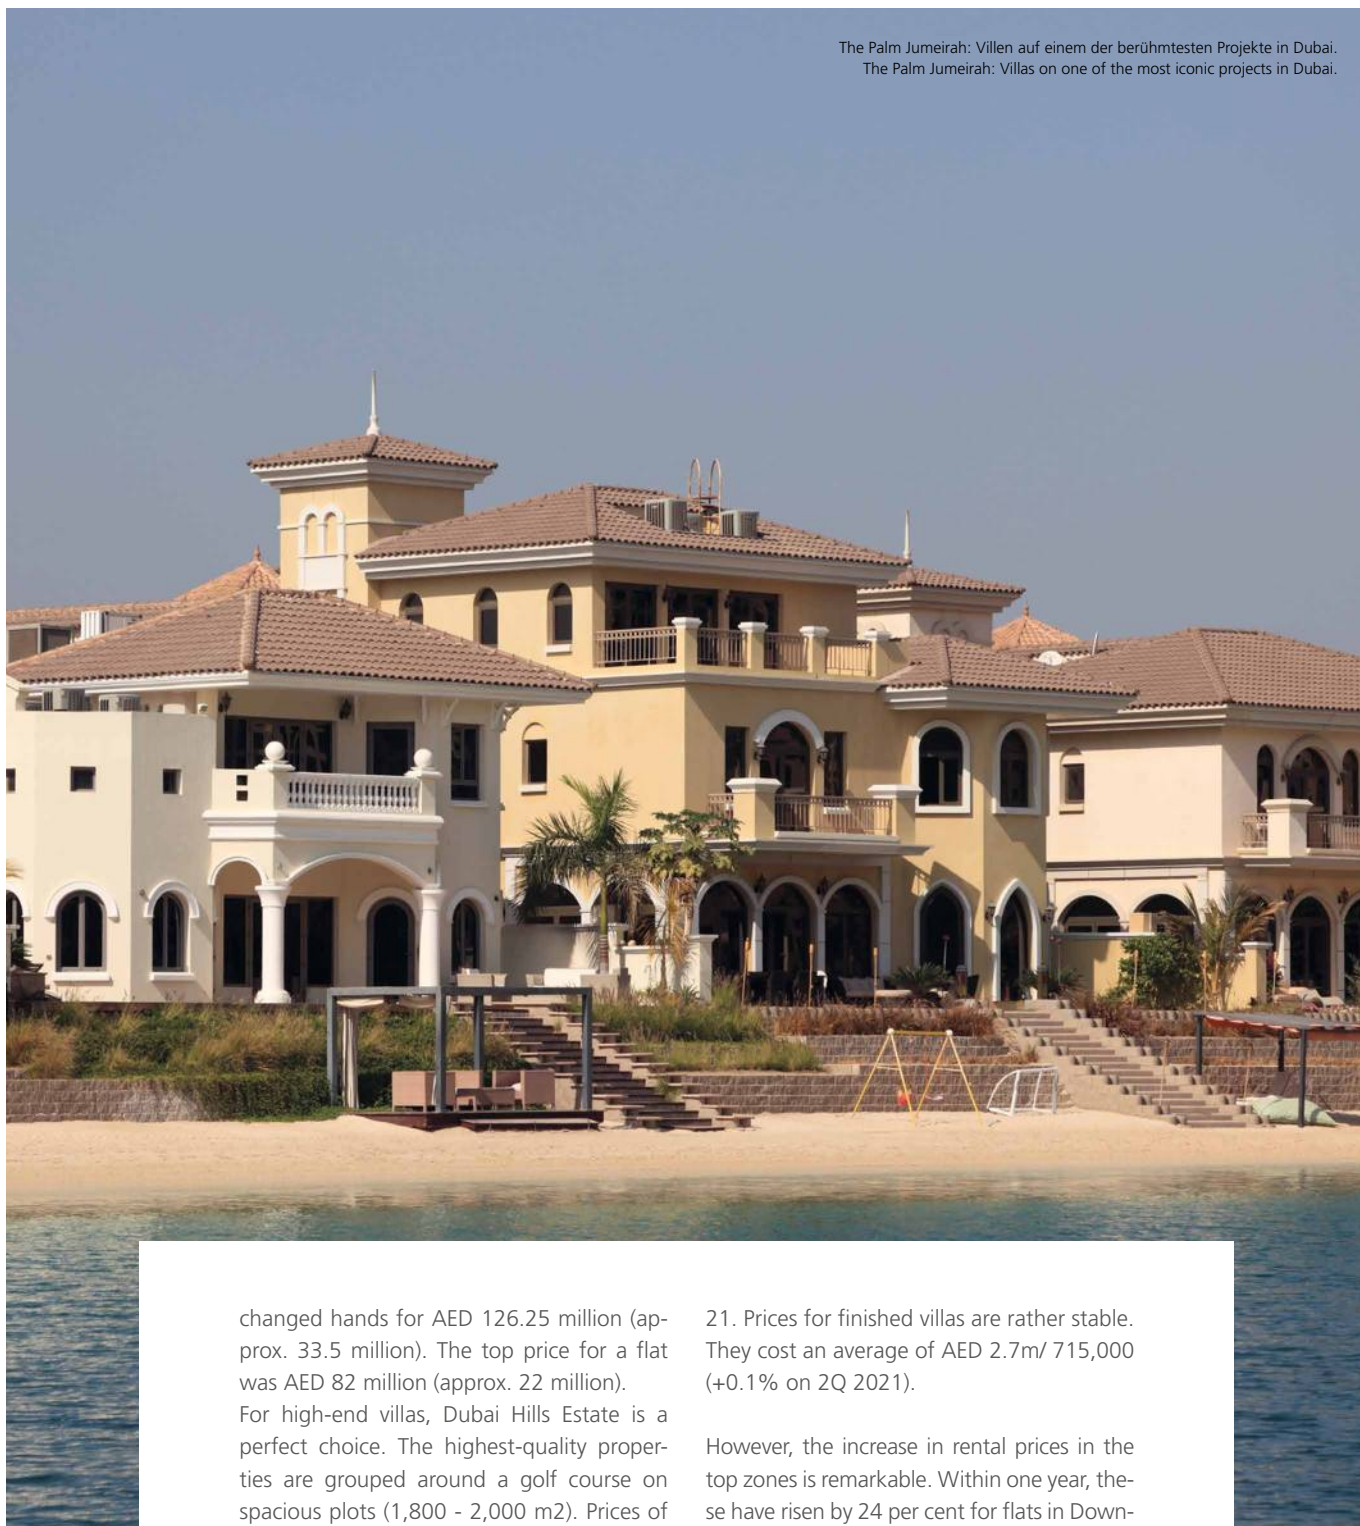 The Palm Jumeirah: Villen auf einem der berühmtesten Projekte in Dubai.
The Palm Jumeirah: Villas on one of the most iconic projects in Dubai.
changed hands for AED 126.25 million (ap-
prox. 33.5 million). The top price for a flat
was AED 82 million (approx. 22 million).
For high-end villas, Dubai Hills Estate is a
perfect choice. The highest-quality proper-
ties are grouped around a golf course on
spacious plots (1,800 - 2,000 m2). Prices of
21. Prices for finished villas are rather stable.
They cost an average of AED 2.7m/ 715,000
(+0.1% on 2Q 2021).
However, the increase in rental prices in the
top zones is remarkable. Within one year, the-
se have risen by 24 per cent for flats in Down-